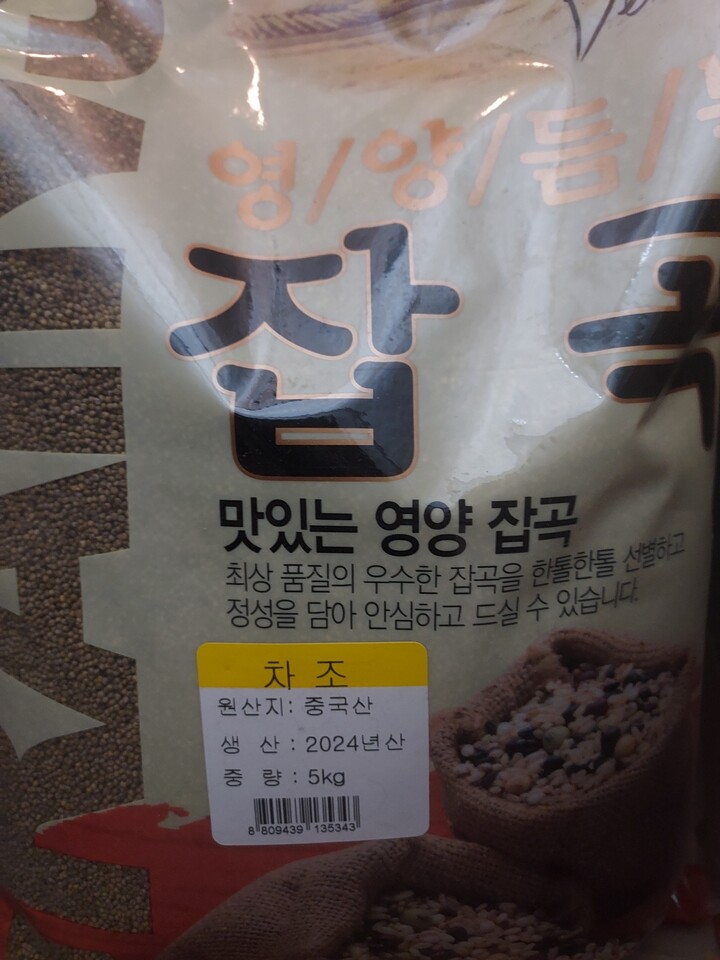 영/양/듬/
잡곡
맛있는 영양 잡곡
최상 품질의 우수한 잡곡을 한톨한톨 선별하고
정성을 담아 안심하고 드실 수 있습니다.
차 조
원산지: 중국산
생 산 : 2024년산
중 량 : 5kg
8 809439 135343